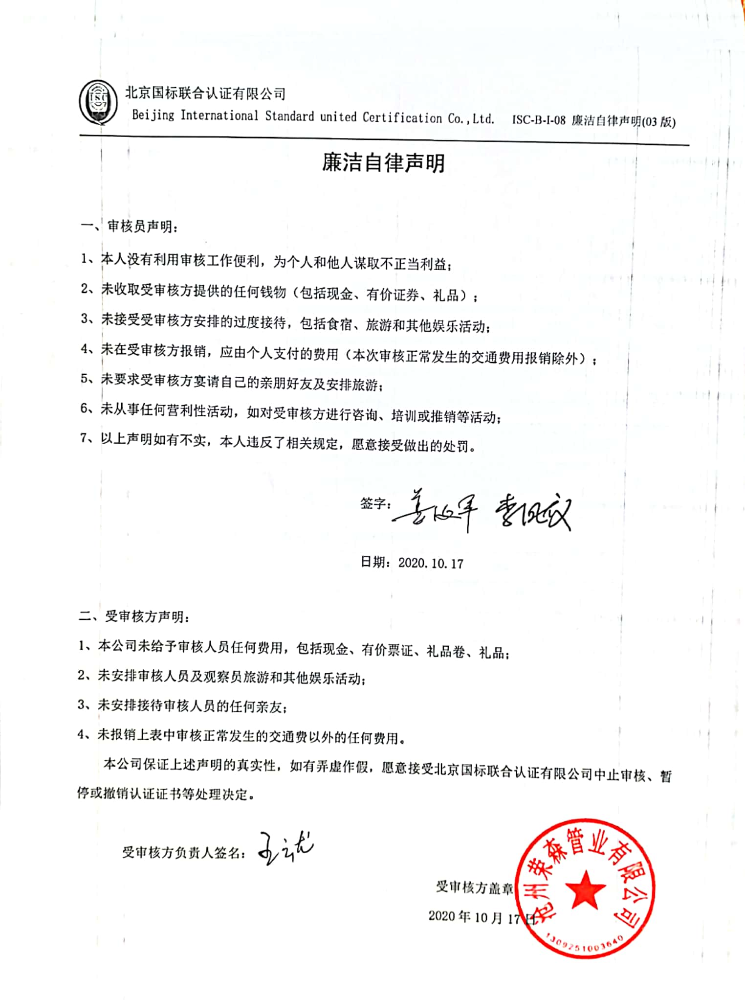 ISC
北京国标联合认证有限公司
Beijing International Standard united Certification Co.,Ltd. ISC-B-I-08 廉洁自律声明(03 版)
廉洁自律声明
一、审核员声明：
1、本人没有利用审核工作便利，为个人和他人谋取不正当利益；
2、未收取受审核方提供的任何钱物（包括现金、有价证券、礼品）；
3、未接受受审核方安排的过度接待，包括食宿、旅游和其他娱乐活动；
4、未在受审核方报销，应由个人支付的费用（本次审核正常发生的交通费用报销除外）；
5、未要求受审核方宴请自己的亲朋好友及安排旅游；
6、未从事任何营利性活动，如对受审核方进行咨询、培训或推销等活动；
7、以上声明如有不实，本人违反了相关规定，愿意接受做出的处罚。
签字：
日期：2020.10.17
二、受审核方声明：
1、本公司未给予审核人员任何费用，包括现金、有价票证、礼品卷、礼品；
2、未安排审核人员及观察员旅游和其他娱乐活动；
3、未安排接待审核人员的任何亲友；
4、未报销上表中审核正常发生的交通费以外的任何费用。
本公司保证上述声明的真实性，如有弄虚作假，愿意接受北京国标联合认证有限公司中止审核、暂
停或撤销认证证书等处理决定。
受审核方负责人签名：
受审核方盖章
2020 年 10 月 17 日
沧州荣森管业有限公司
1309251003640